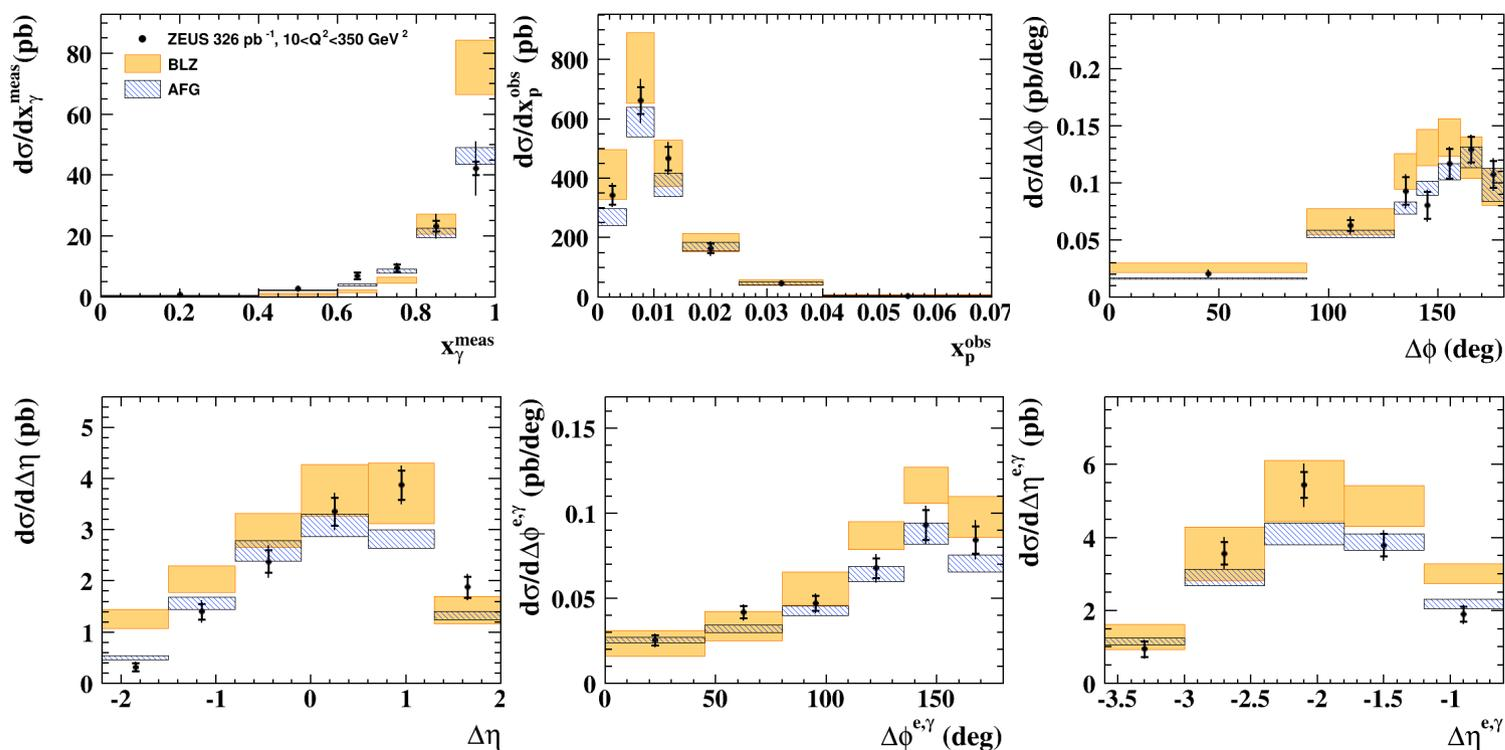 dσ/dx_γ^meas (pb)
80
60
40
20
0
ZEUS 326 pb⁻¹, 10<Q²<350 GeV²
BLZ
AFG
0.2 0.4 0.6 0.8 1
x_γ^meas
dσ/dx_p^obs (pb)
800
600
400
200
0
0 0.01 0.02 0.03 0.04 0.05 0.06 0.07
x_p^obs
dσ/dΔϕ (pb/deg)
0.2
0.15
0.1
0.05
0
0 50 100 150
Δϕ (deg)
dσ/dΔη (pb)
5
4
3
2
1
0
-2 -1 0 1 2
Δη
dσ/dΔϕ^e,γ (pb/deg)
0.15
0.1
0.05
0
0 50 100 150
Δϕ^e,γ (deg)
dσ/dΔη^e,γ (pb)
6
4
2
0
-3.5 -3 -2.5 -2 -1.5 -1
Δη^e,γ